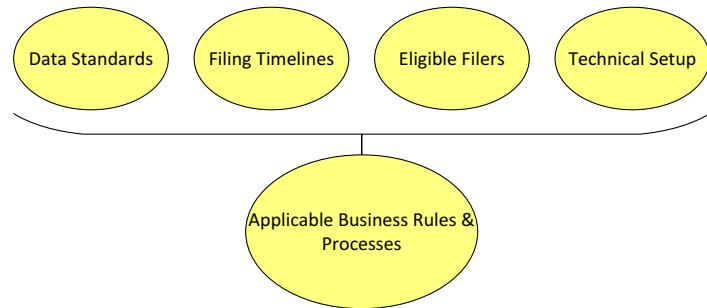 Data Standards
Filing Timelines
Eligible Filers
Technical Setup
Applicable Business Rules &
Processes